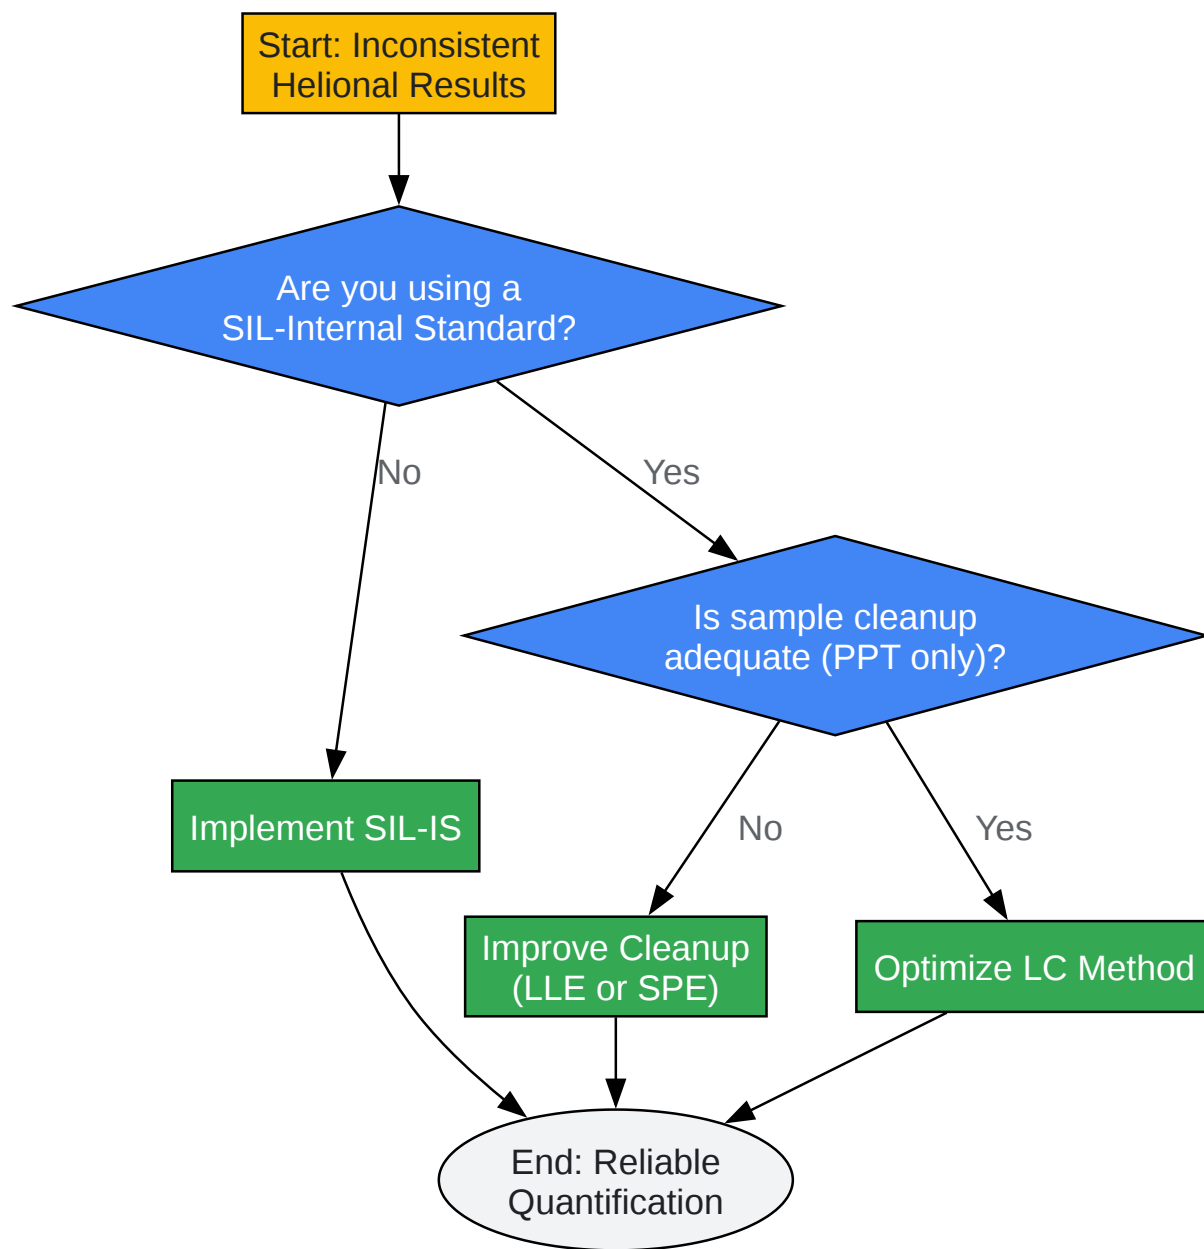 Start: Inconsistent
Helional Results
Are you using a
SIL-Internal Standard?
No
Yes
Is sample cleanup
adequate (PPT only)?
Implement SIL-IS
No
Yes
Improve Cleanup
(LLE or SPE)
Optimize LC Method
End: Reliable
Quantification